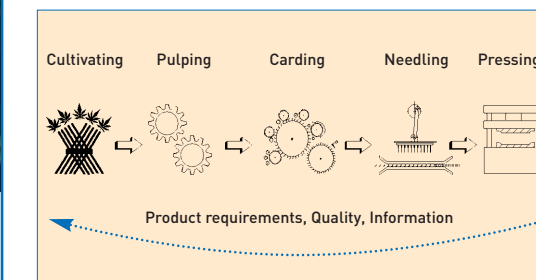 Cultivating Pulping Carding Needling Pressing
Product requirements, Quality, Information